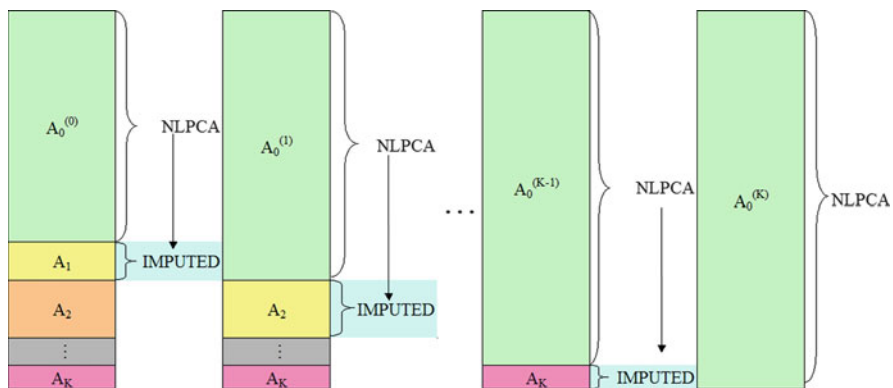 A₀⁽⁰⁾
NLPCA
A₁
IMPUTED
A₂
⋮
Aₖ
A₀⁽¹⁾
NLPCA
A₂
IMPUTED
⋮
Aₖ
...
A₀⁽ᴷ⁻¹⁾
NLPCA
Aₖ
IMPUTED
A₀⁽ᴷ⁾
NLPCA